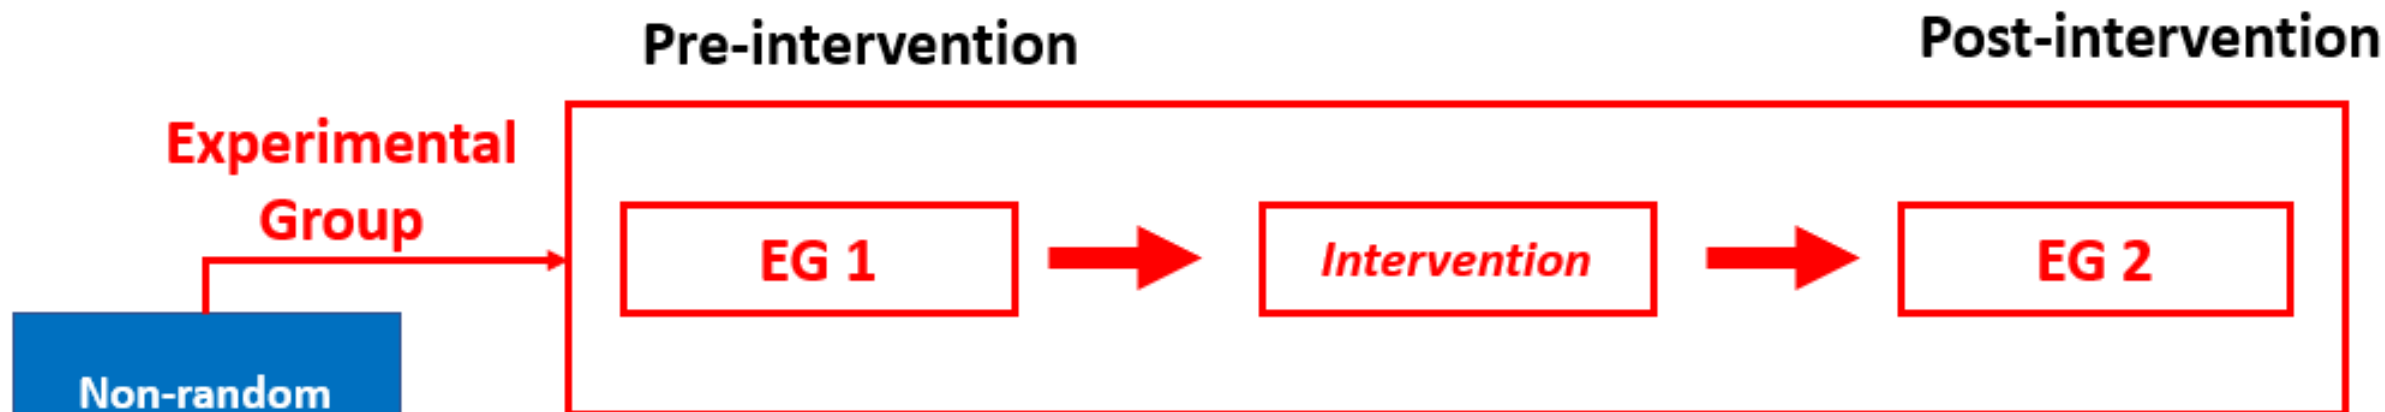 Pre-intervention
Post-intervention
Experimental
Group
EG 1
Intervention
EG 2
Non-random